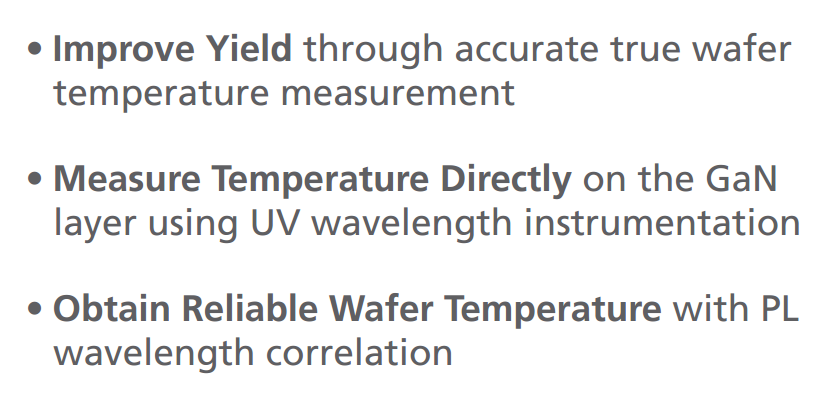 • Improve Yield through accurate true wafer
temperature measurement
• Measure Temperature Directly on the GaN
layer using UV wavelength instrumentation
• Obtain Reliable Wafer Temperature with PL
wavelength correlation